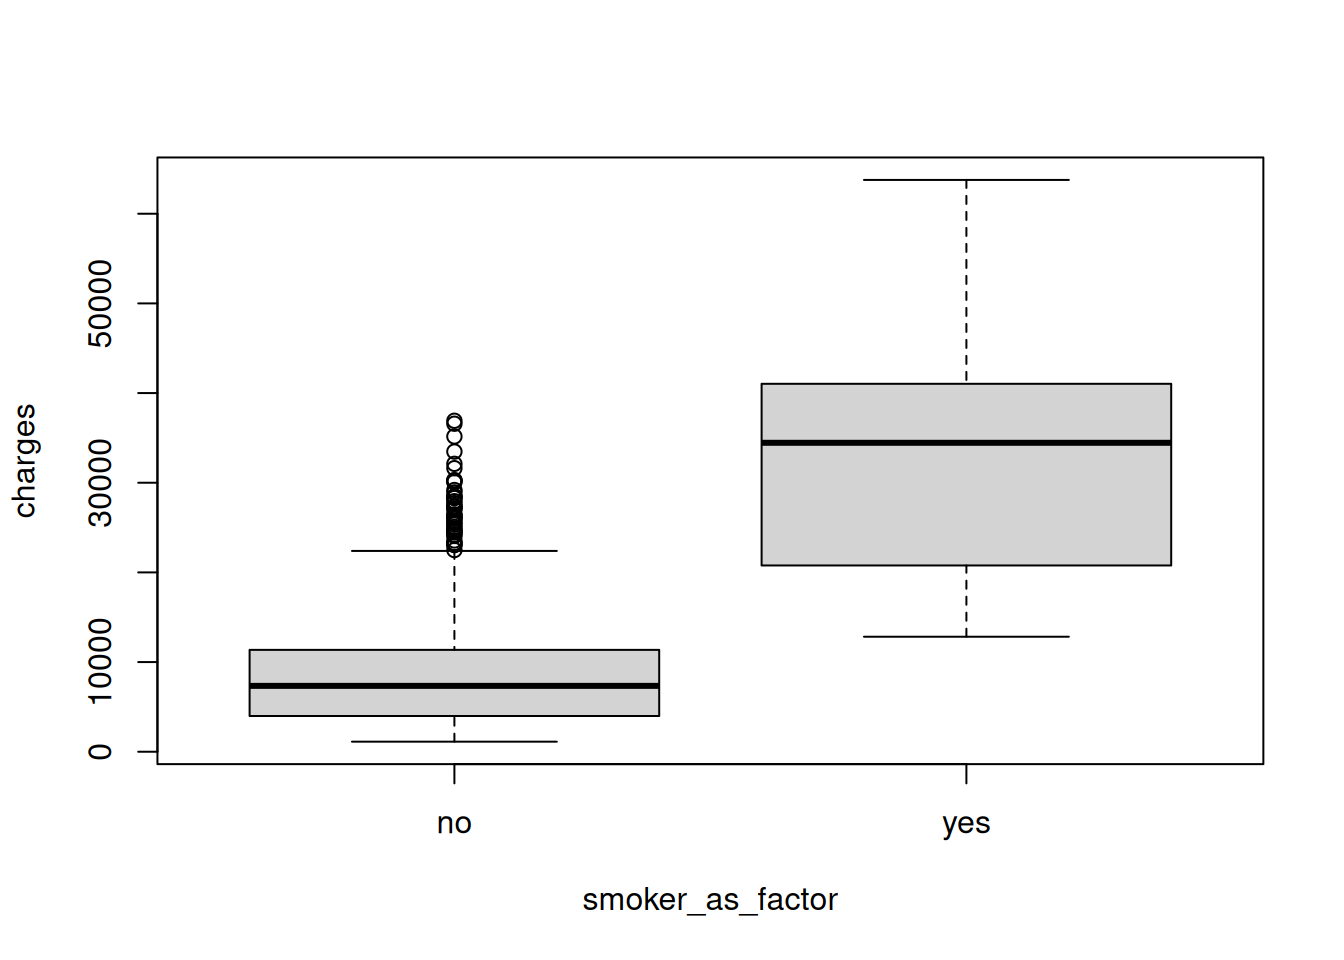 charges
50000
30000
10000
0
no yes
smoker_as_factor